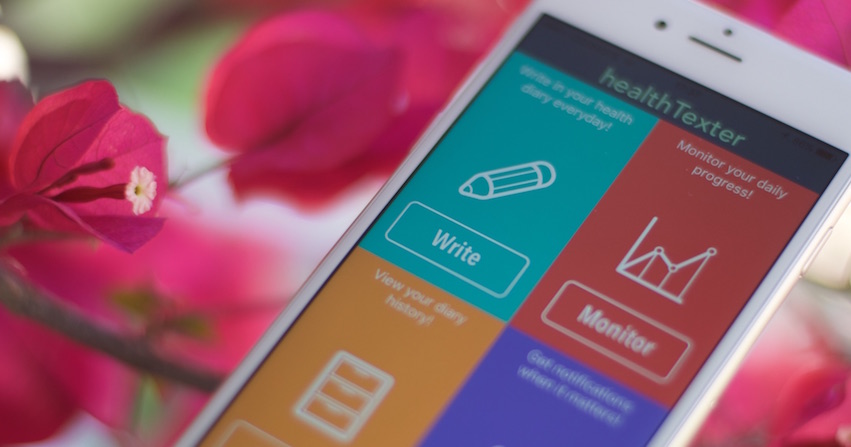 healthTexter
Write in your health
diary everyday!
Write
Monitor your daily
progress!
Monitor
View your diary
history!
Get notifications
when it matters!